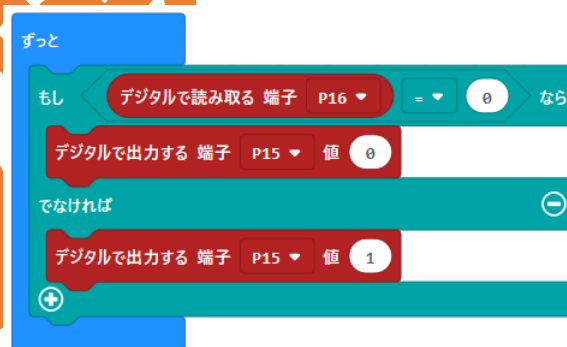 ずっと
もし デジタルで読み取る 端子 P16 = 0 なら
デジタルで出力する 端子 P15 値 0
でなければ
デジタルで出力する 端子 P15 値 1